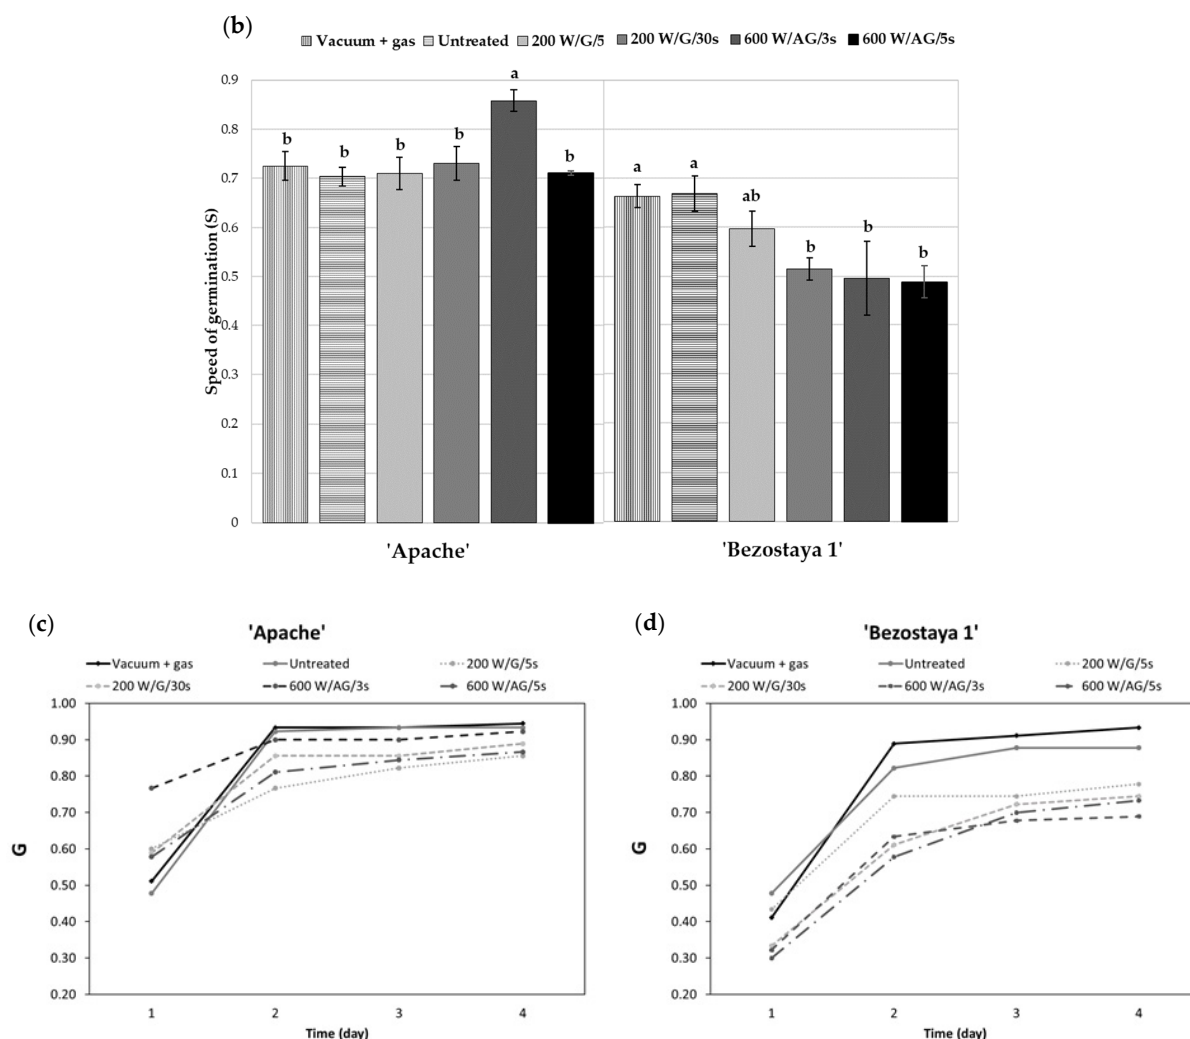 (b)
Vacuum + gas Untreated 200 W/G/5 200 W/G/30s 600 W/AG/3s 600 W/AG/5s
Speed of germination (S)
0.9
0.8
0.7
0.6
0.5
0.4
0.3
0.2
0.1
0
b b b b a b
a a ab b b b
'Apache' 'Bezostaya 1'
(c)
'Apache'
Vacuum + gas Untreated 200 W/G/5s
200 W/G/30s 600 W/AG/3s 600 W/AG/5s
G
1.00
0.90
0.80
0.70
0.60
0.50
0.40
0.30
0.20
1 2 3 4
Time (day)
(d)
'Bezostaya 1'
Vacuum + gas Untreated 200 W/G/5s
200 W/G/30s 600 W/AG/3s 600 W/AG/5s
G
1.00
0.90
0.80
0.70
0.60
0.50
0.40
0.30
0.20
1 2 3 4
Time (day)